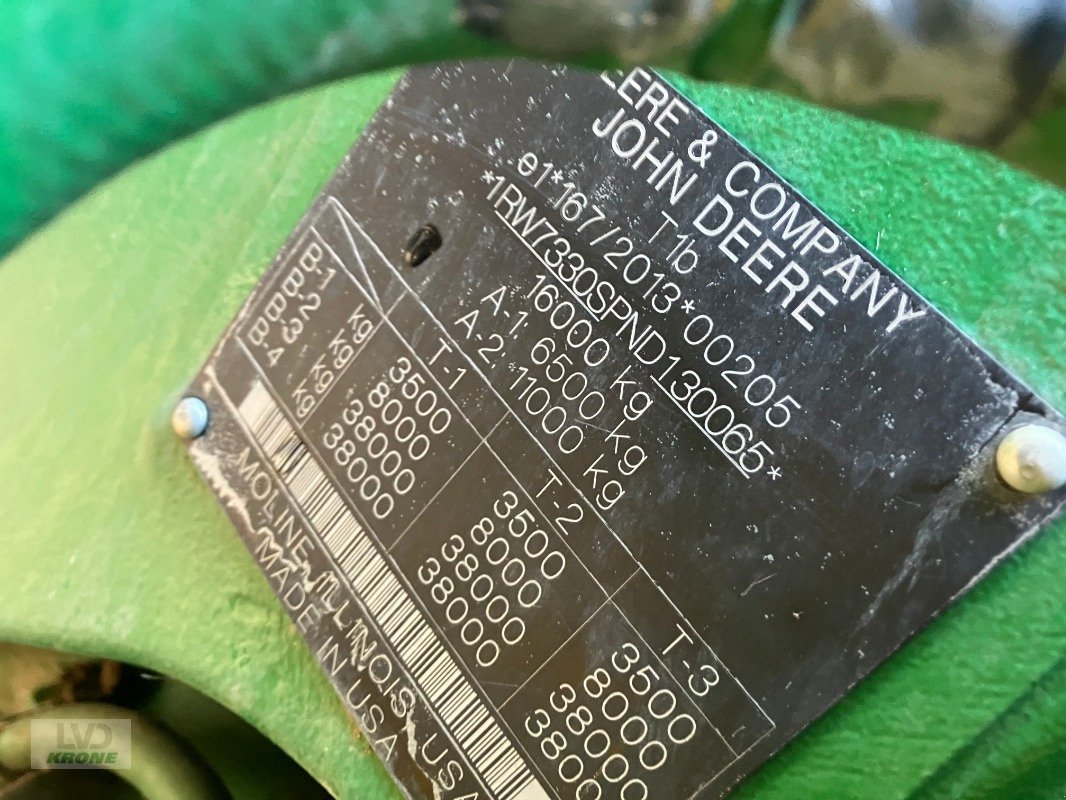 EERE & COMPANY
JOHN DEERE
T1b
e1*167/2013*00205
*1RW7330SPND130065*
16000 kg
A-1: 6500 kg
A-2: 11000 kg
T-1 T-2 T-3
B-1 kg 3500 3500 3500
B-2 kg 8000 8000 8000
B-3 kg 38000 38000 38000
B-4 kg 38000 38000 3800
MOLINE, ILLINOIS, USA
MADE IN USA
LVD
KRONE